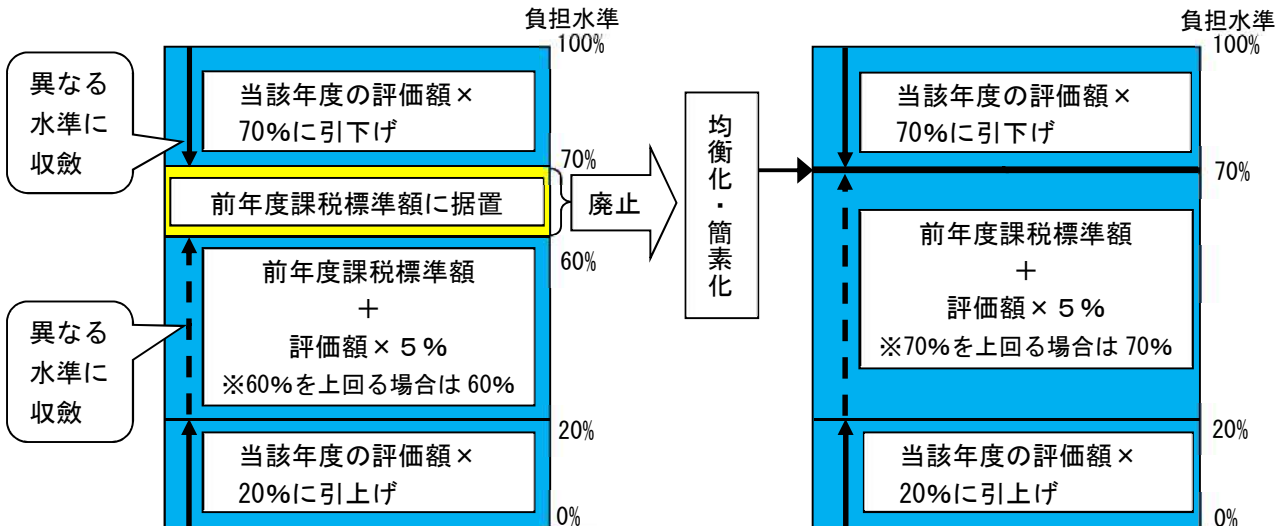 負担水準
100%
異なる
水準に
収斂
当該年度の評価額×
70%に引下げ
70%
前年度課税標準額に据置
廃止
60%
前年度課税標準額
＋
評価額×５%
※60%を上回る場合は 60%
異なる
水準に
収斂
20%
当該年度の評価額×
20%に引上げ
0%
均衡化・簡素化
負担水準
100%
当該年度の評価額×
70%に引下げ
70%
前年度課税標準額
＋
評価額×５%
※70%を上回る場合は 70%
20%
当該年度の評価額×
20%に引上げ
0%